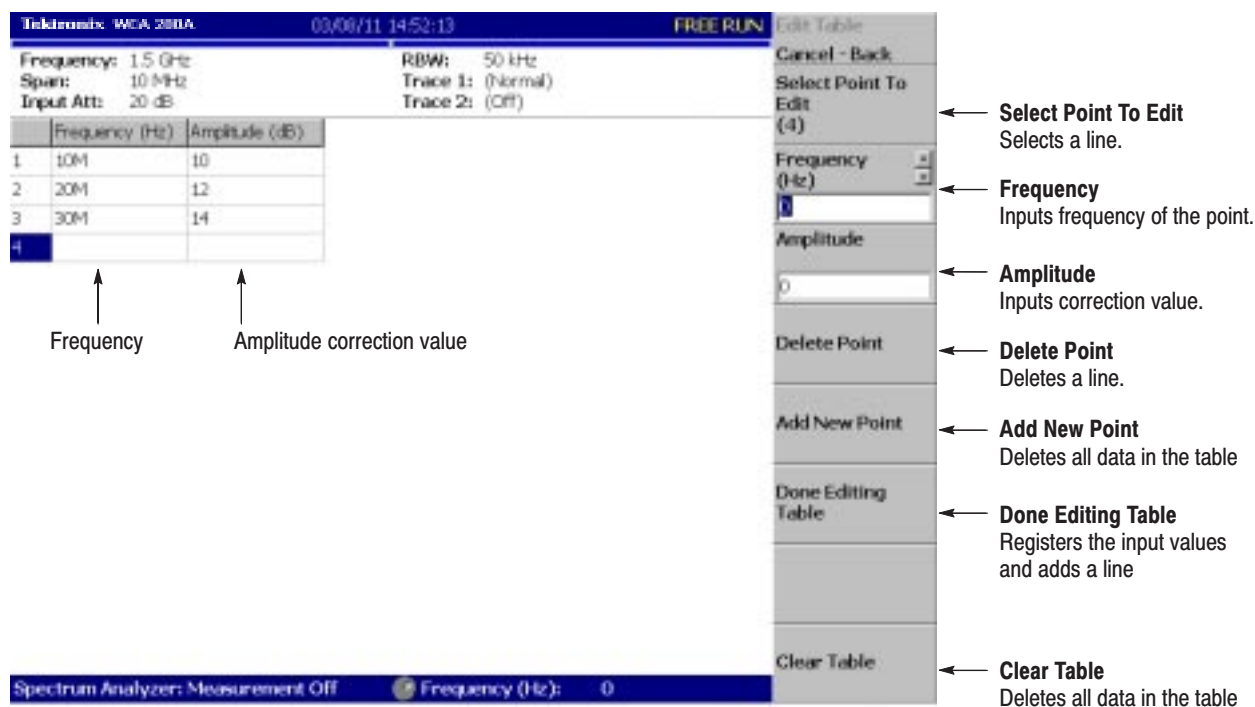 Tektronix WCA 200A 03/08/11 14:52:13 FREE RUN
Frequency: 1.5 GHz RBW: 50 kHz
Span: 10 MHz Trace 1: (Normal)
Input Att: 20 dB Trace 2: (Off)
Frequency (Hz) Amplitude (dB)
1 10M 10
2 20M 12
3 30M 14
4
Frequency
Amplitude correction value
Edit Table
Cancel - Back
Select Point To
Edit
(4)
Frequency
(Hz)
0
Amplitude
0
Delete Point
Add New Point
Done Editing
Table
Clear Table
Spectrum Analyzer: Measurement Off Frequency (Hz): 0
Select Point To Edit
Selects a line.
Frequency
Inputs frequency of the point.
Amplitude
Inputs correction value.
Delete Point
Deletes a line.
Add New Point
Deletes all data in the table
Done Editing Table
Registers the input values
and adds a line
Clear Table
Deletes all data in the table